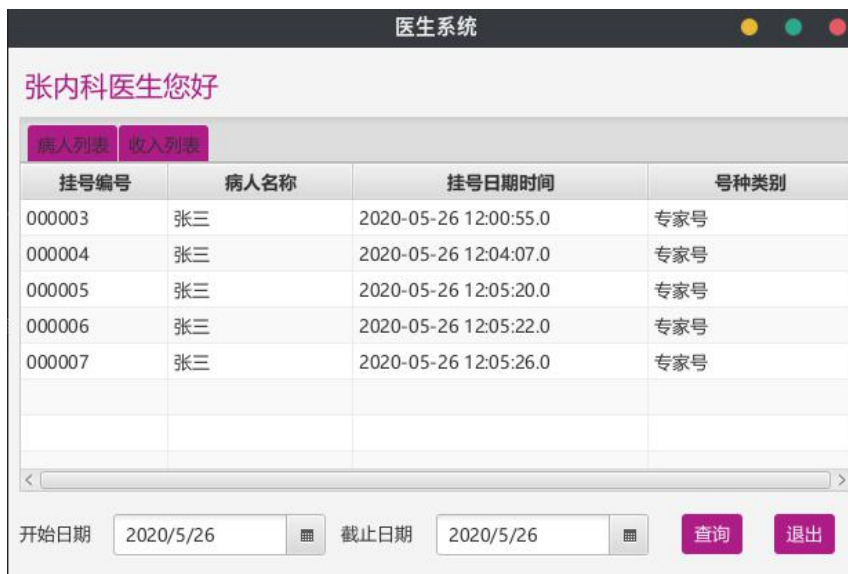 医生系统
张内科医生您好
病人列表 收入列表
挂号编号 病人名称 挂号日期时间 号种类别
000003 张三 2020-05-26 12:00:55.0 专家号
000004 张三 2020-05-26 12:04:07.0 专家号
000005 张三 2020-05-26 12:05:20.0 专家号
000006 张三 2020-05-26 12:05:22.0 专家号
000007 张三 2020-05-26 12:05:26.0 专家号
开始日期 2020/5/26 截止日期 2020/5/26 查询 退出